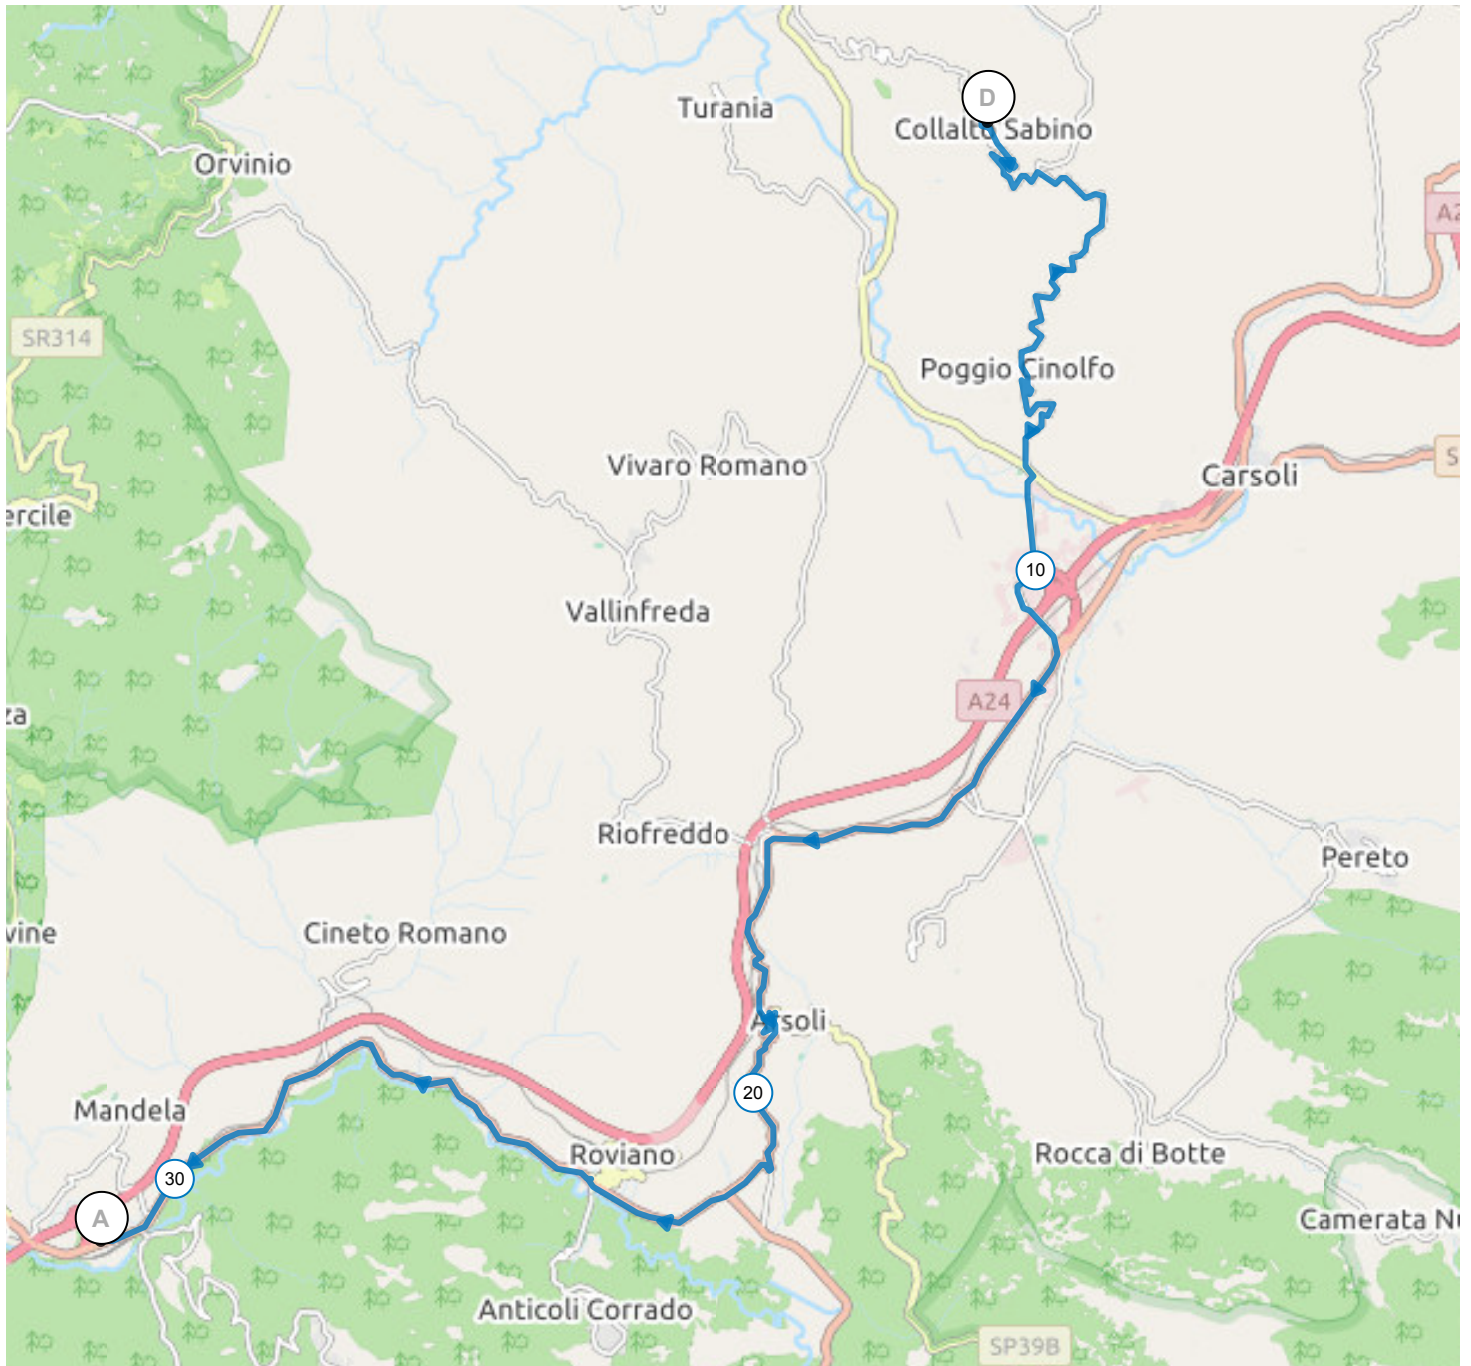 D
Turania
Collalto Sabino
Orvinio
SR314
Poggio Cinolfo
Vivaro Romano
Carsoli
ercile
10
Vallinfreda
A24
za
Riofreddo
Pereto
vine
Cineto Romano
Arsoli
20
Mandela
Roviano
Rocca di Botte
30
A
Camerata Nu
Anticoli Corrado
SP39B